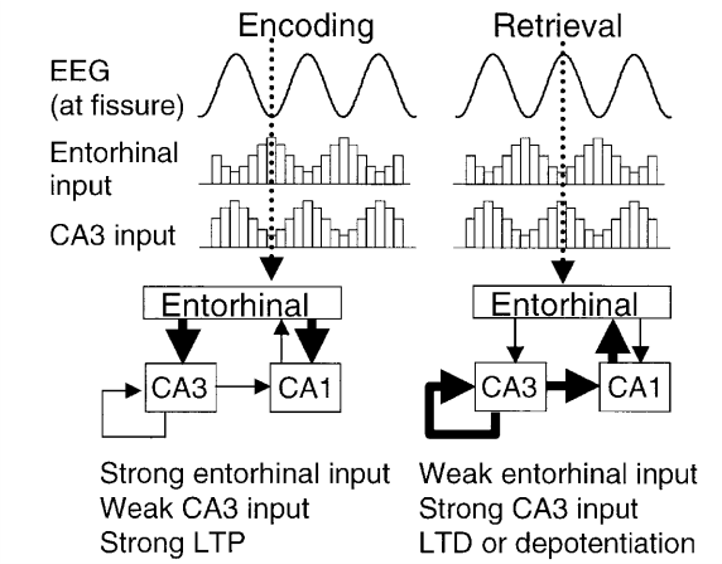 Encoding
Retrieval
EEG
(at fissure)
Entorhinal
input
CA3 input
Entorhinal
CA3
CA1
Entorhinal
CA3
CA1
Strong entorhinal input
Weak CA3 input
Strong LTP
Weak entorhinal input
Strong CA3 input
LTD or depotentiation